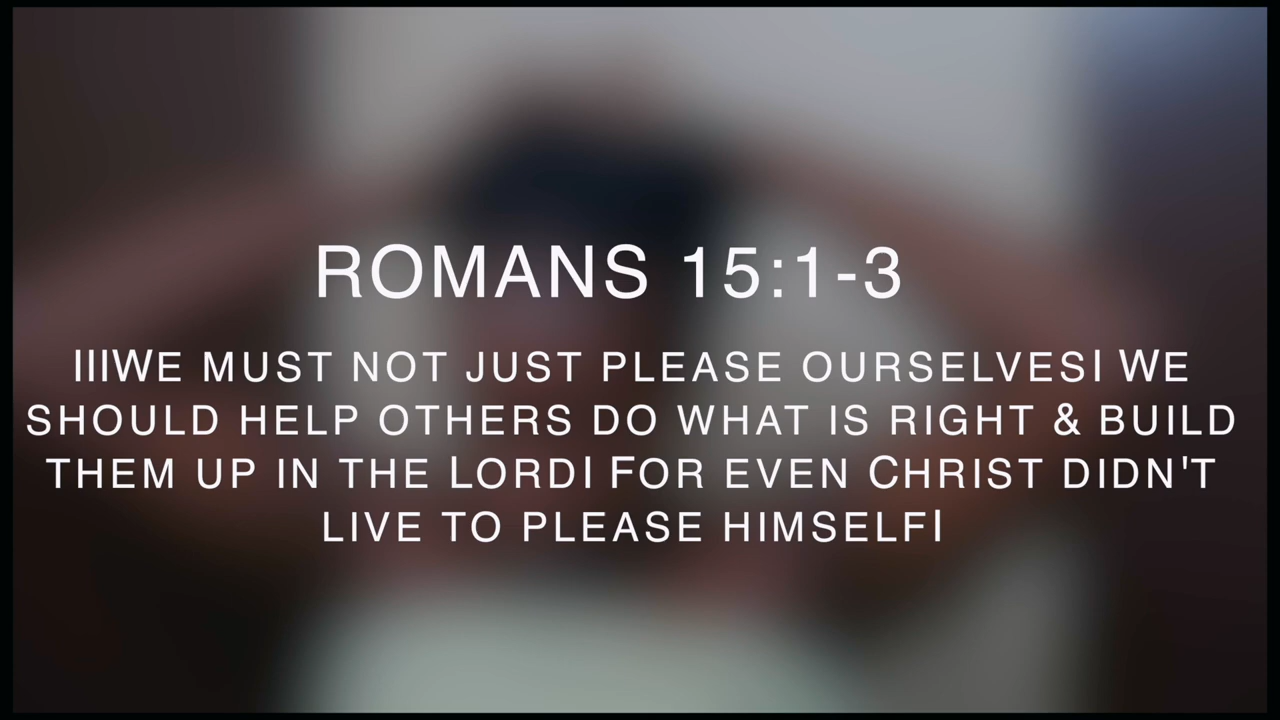 ROMANS 15:1-3
IIIWE MUST NOT JUST PLEASE OURSELVESI WE
SHOULD HELP OTHERS DO WHAT IS RIGHT & BUILD
THEM UP IN THE LORDI FOR EVEN CHRIST DIDN'T
LIVE TO PLEASE HIMSELFI